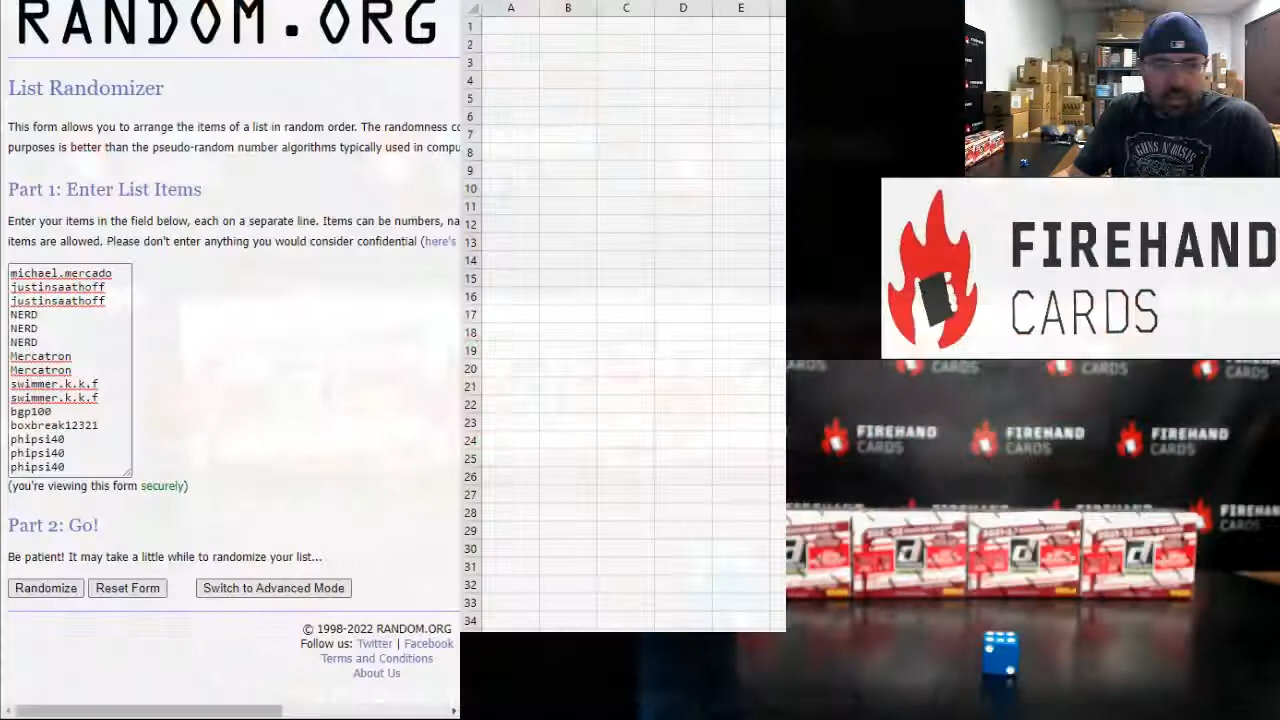 RANDOM.ORG
List Randomizer
This form allows you to arrange the items of a list in random order. The randomness co
purposes is better than the pseudo-random number algorithms typically used in compu
Part 1: Enter List Items
Enter your items in the field below, each on a separate line. Items can be numbers, na
items are allowed. Please don't enter anything you would consider confidential (here's
michael.mercado
justinsaathoff
justinsaathoff
NERD
NERD
NERD
Mercatron
Mercatron
swimmer.k.k.f
swimmer.k.k.f
bgp100
boxbreak12321
phipsi40
phipsi40
phipsi40
(you're viewing this form securely)
Part 2: Go!
Be patient! It may take a little while to randomize your list...
Randomize Reset Form Switch to Advanced Mode
© 1998-2022 RANDOM.ORG
Follow us: Twitter | Facebook
Terms and Conditions
About Us
A B C D E
1
2
3
4
5
6
7
8
9
10
11
12
13
14
15
16
17
18
19
20
21
22
23
24
25
26
27
28
29
30
31
32
33
34
GUNS N' ROSES
FIREHAND
CARDS
FIREHAND
CARDS
FIREHAND
CARDS
FIREHAND
CARDS